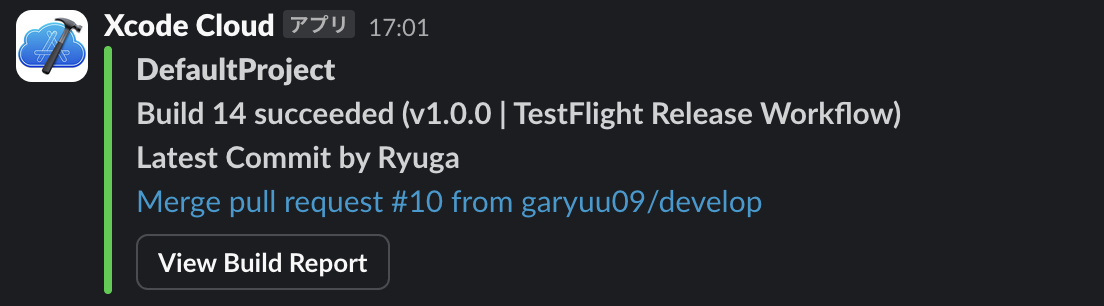 Xcode Cloud アプリ 17:01
DefaultProject
Build 14 succeeded (v1.0.0 | TestFlight Release Workflow)
Latest Commit by Ryuga
Merge pull request #10 from garyuu09/develop
View Build Report